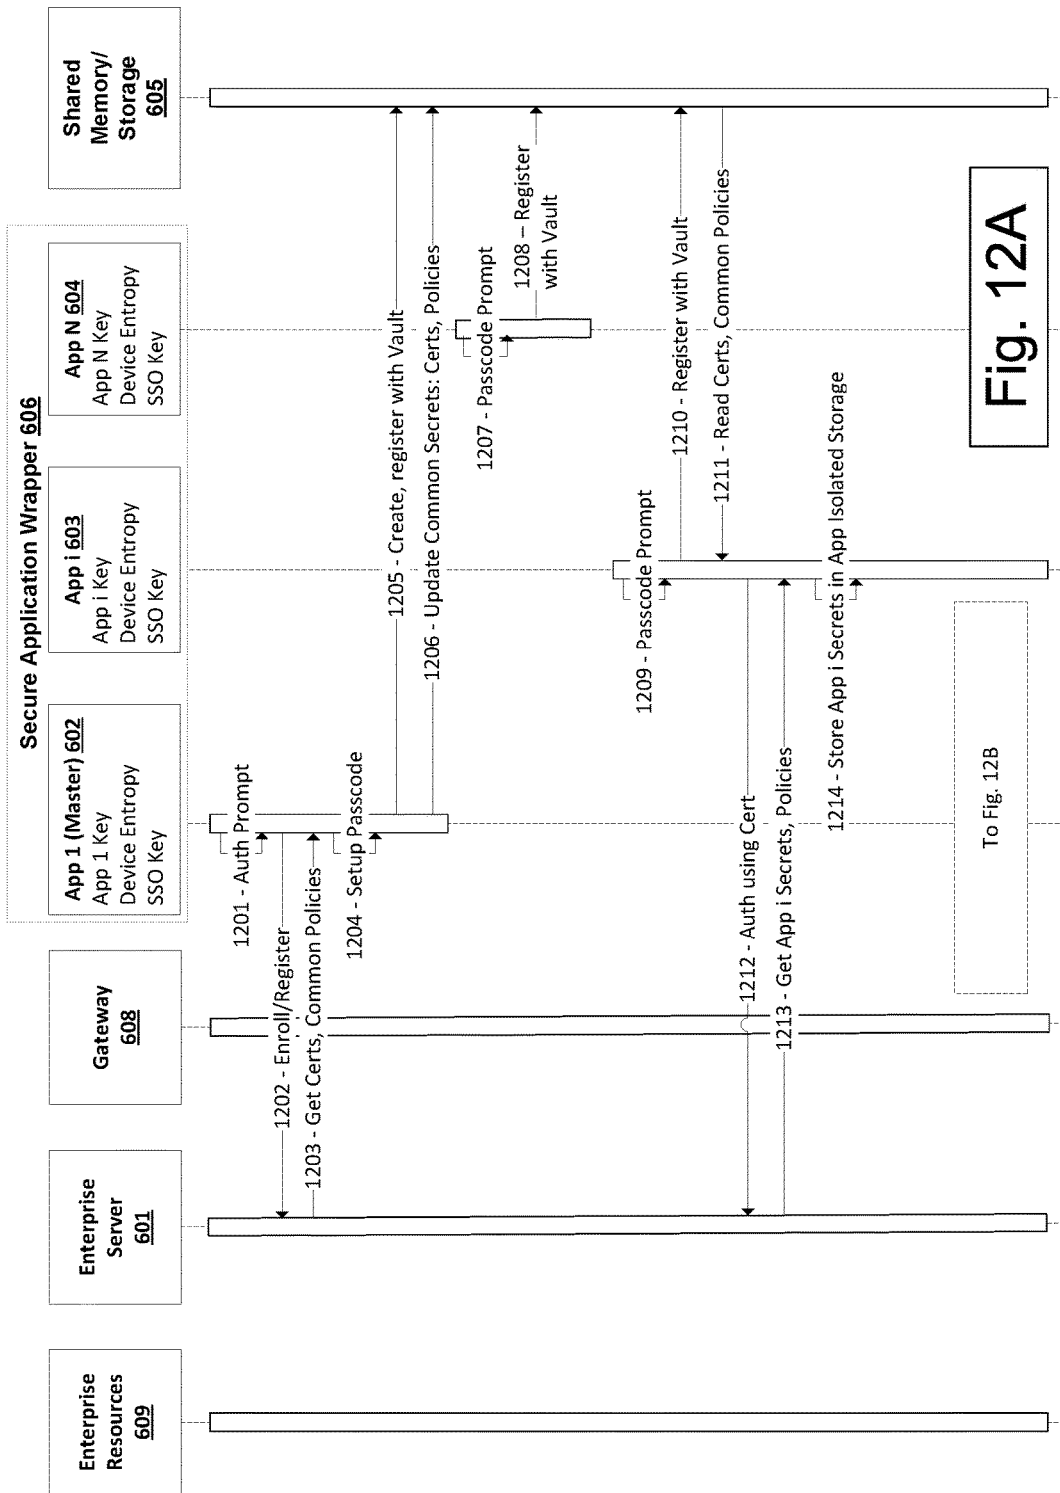 Enterprise
Resources
609
Enterprise
Server
601
Gateway
608
Secure Application Wrapper 606
App 1 (Master) 602
App 1 Key
Device Entropy
SSO Key
App i 603
App i Key
Device Entropy
SSO Key
App N 604
App N Key
Device Entropy
SSO Key
Shared
Memory/
Storage
605
1201 - Auth Prompt
1202 - Enroll/Register
1203 - Get Certs, Common Policies
1204 - Setup Passcode
1205 - Create, register with Vault
1206 - Update Common Secrets: Certs, Policies
1207 - Passcode Prompt
1208 – Register
with Vault
1209 - Passcode Prompt
1210 - Register with Vault
1211 - Read Certs, Common Policies
1212 - Auth using Cert
1213 - Get App i Secrets, Policies
1214 - Store App i Secrets in App Isolated Storage
To Fig. 12B
Fig. 12A